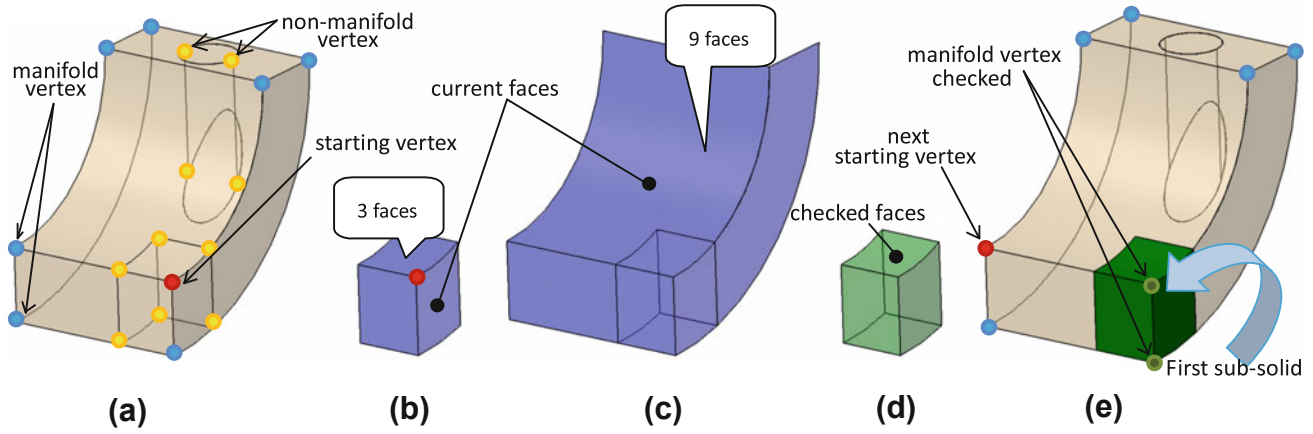 non-manifold
vertex
manifold
vertex
starting vertex
(a)
current faces
3 faces
(b)
9 faces
(c)
checked faces
(d)
manifold vertex
checked
next
starting vertex
First sub-solid
(e)